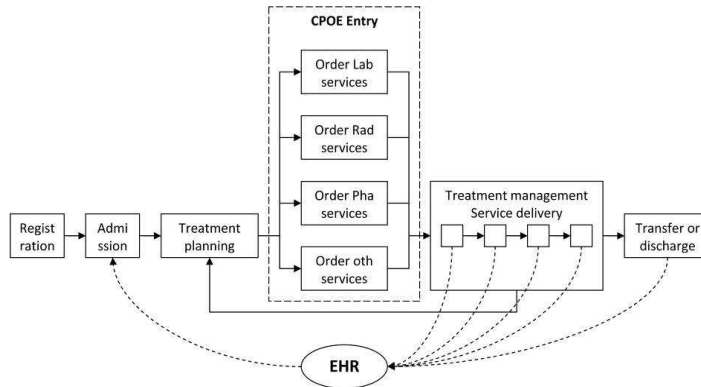 CPOE Entry
Order Lab
services
Order Rad
services
Order Pha
services
Order oth
services
Regist
ration
Admi
ssion
Treatment
planning
Treatment management
Service delivery
Transfer or
discharge
EHR